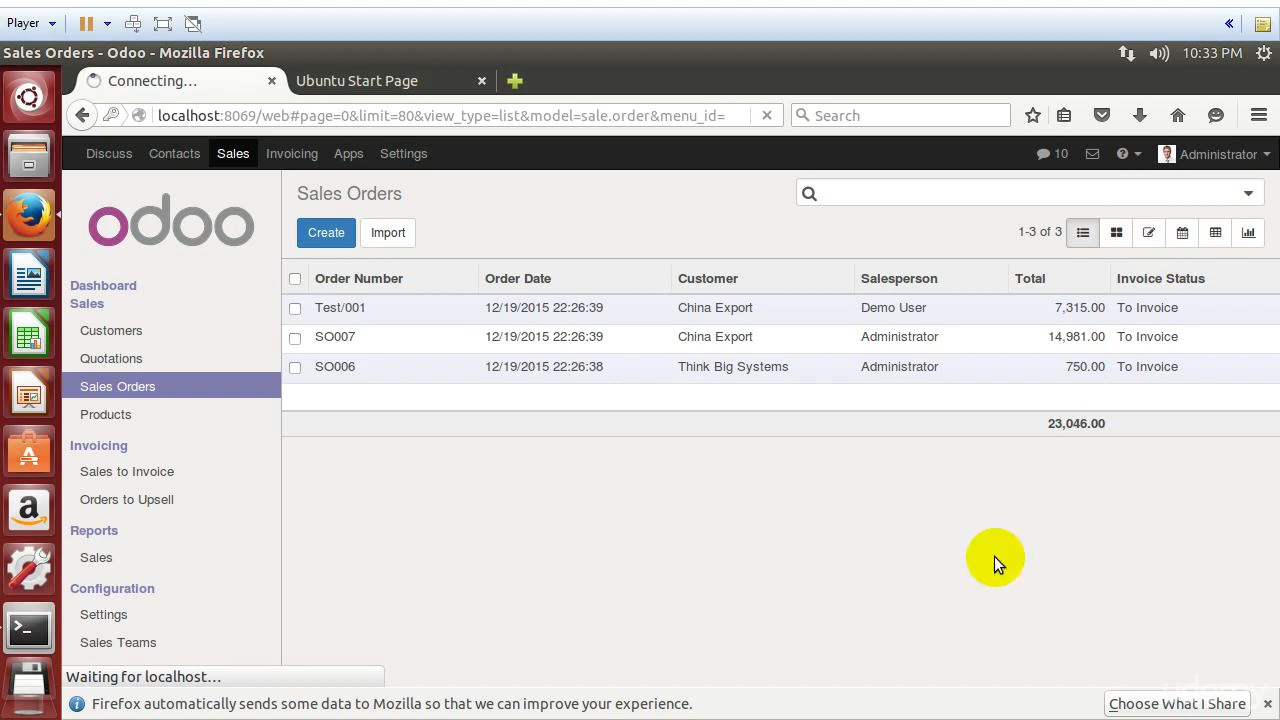 Player
Sales Orders - Odoo - Mozilla Firefox
10:33 PM
Connecting...
Ubuntu Start Page
localhost:8069/web#page=0&limit=80&view_type=list&model=sale.order&menu_id=
Search
Discuss Contacts Sales Invoicing Apps Settings
10
Administrator
odoo
Sales Orders
Create Import
1-3 of 3
Dashboard
Sales
Customers
Quotations
Sales Orders
Products
Invoicing
Sales to Invoice
Orders to Upsell
Reports
Sales
Configuration
Settings
Sales Teams
Order Number Order Date Customer Salesperson Total Invoice Status
Test/001 12/19/2015 22:26:39 China Export Demo User 7,315.00 To Invoice
SO007 12/19/2015 22:26:39 China Export Administrator 14,981.00 To Invoice
SO006 12/19/2015 22:26:38 Think Big Systems Administrator 750.00 To Invoice
23,046.00
Waiting for localhost...
Firefox automatically sends some data to Mozilla so that we can improve your experience.
Choose What I Share
udemy